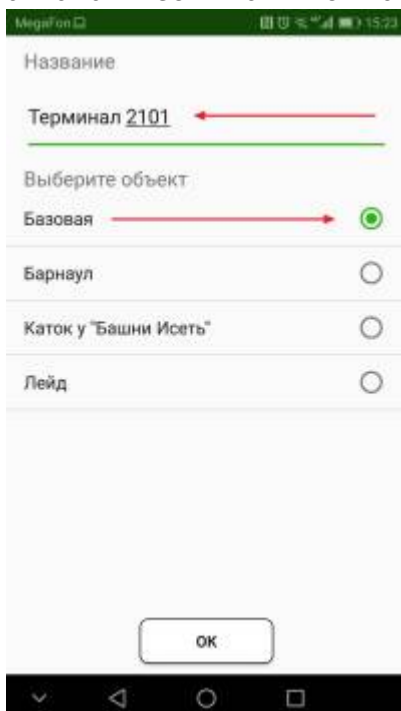 MegaFon 15:23
Название
Терминал 2101
Выберите объект
Базовая
Барнаул
Каток у "Башни Исеть"
Лейд
ОК